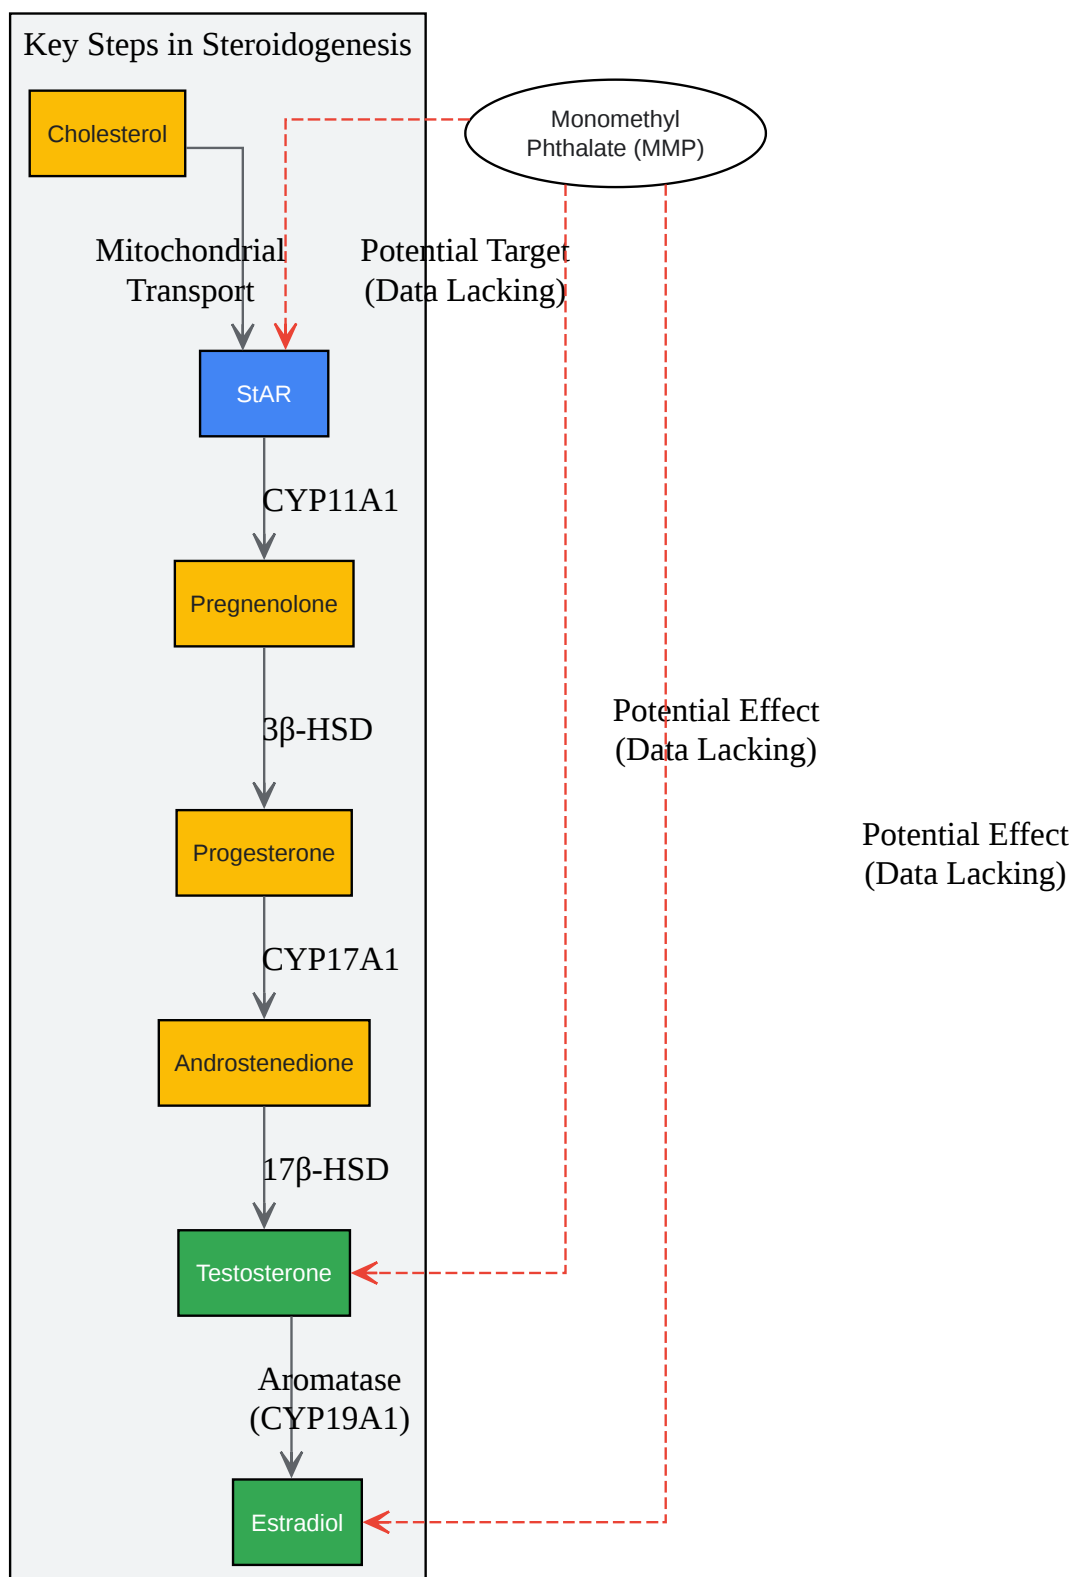 Key Steps in Steroidogenesis
Cholesterol
Monomethyl
Phthalate (MMP)
Mitochondrial
Transport
Potential Target
(Data Lacking)
StAR
CYP11A1
Pregnenolone
3β-HSD
Potential Effect
(Data Lacking)
Progesterone
Potential Effect
(Data Lacking)
CYP17A1
Androstenedione
17β-HSD
Testosterone
Aromatase
(CYP19A1)
Estradiol